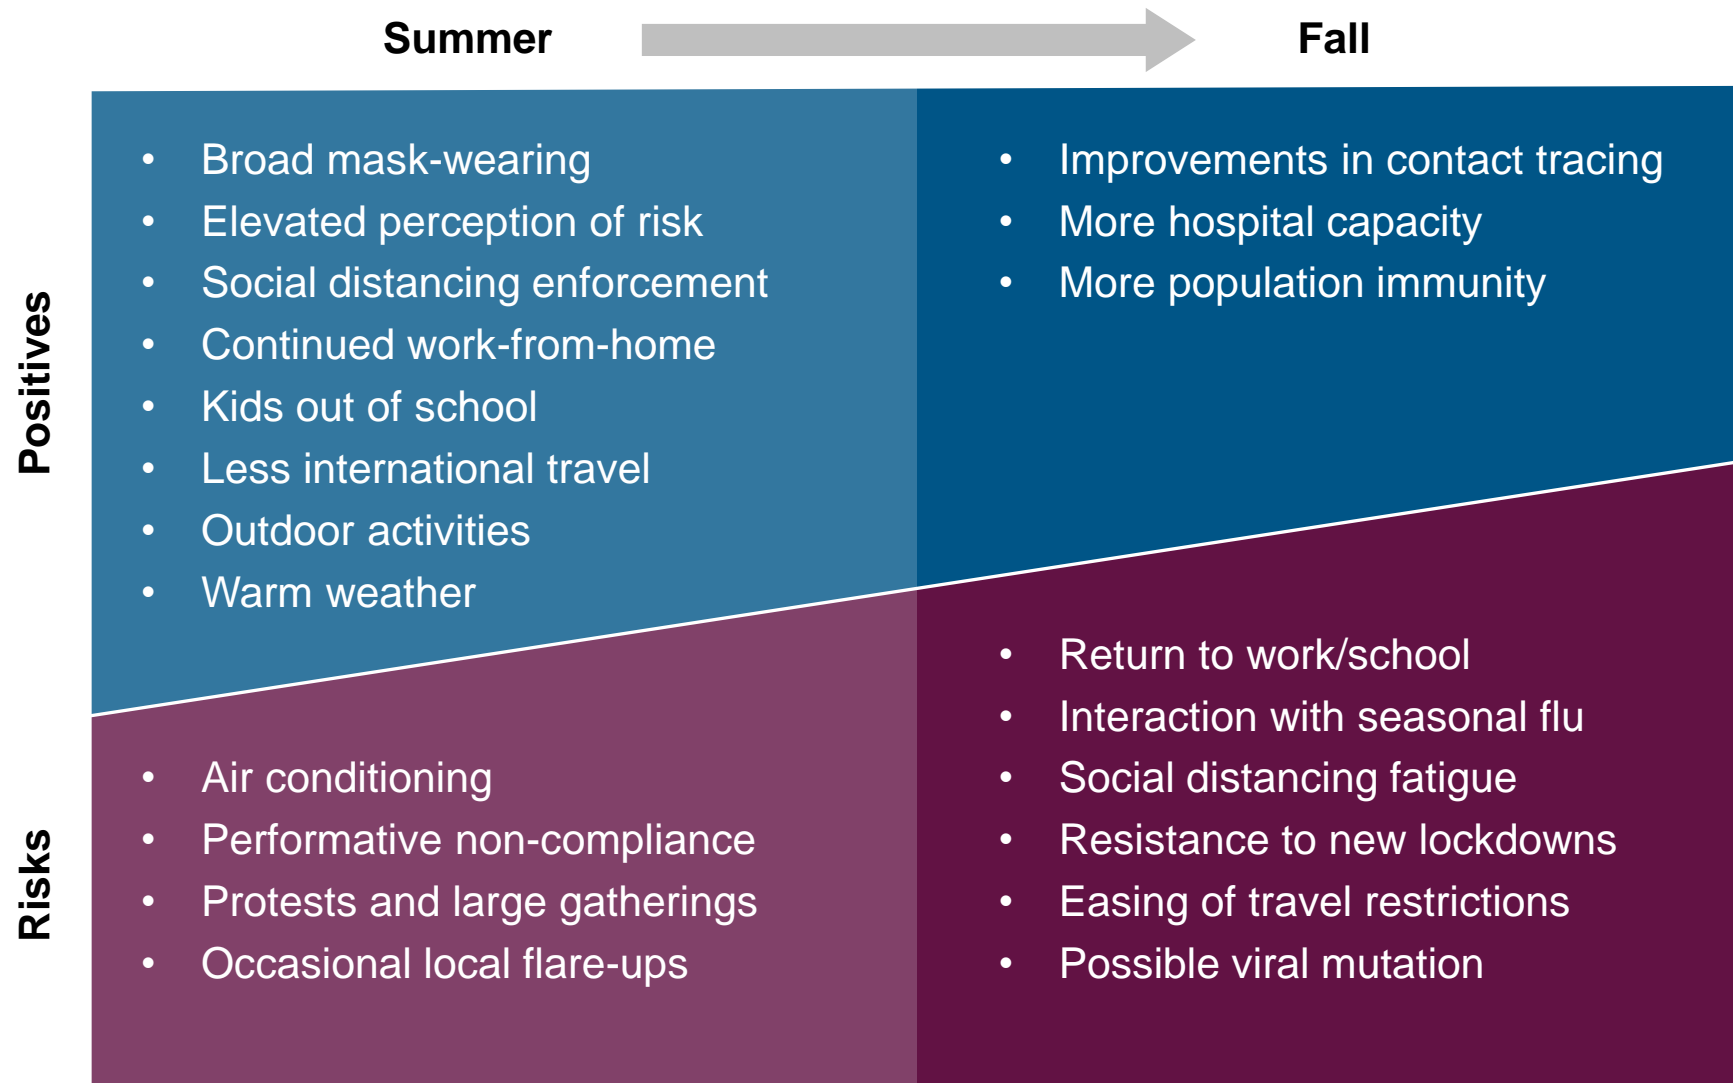 Summer
Fall
Positives
• Broad mask-wearing
• Elevated perception of risk
• Social distancing enforcement
• Continued work-from-home
• Kids out of school
• Less international travel
• Outdoor activities
• Warm weather
• Improvements in contact tracing
• More hospital capacity
• More population immunity
Risks
• Air conditioning
• Performative non-compliance
• Protests and large gatherings
• Occasional local flare-ups
• Return to work/school
• Interaction with seasonal flu
• Social distancing fatigue
• Resistance to new lockdowns
• Easing of travel restrictions
• Possible viral mutation